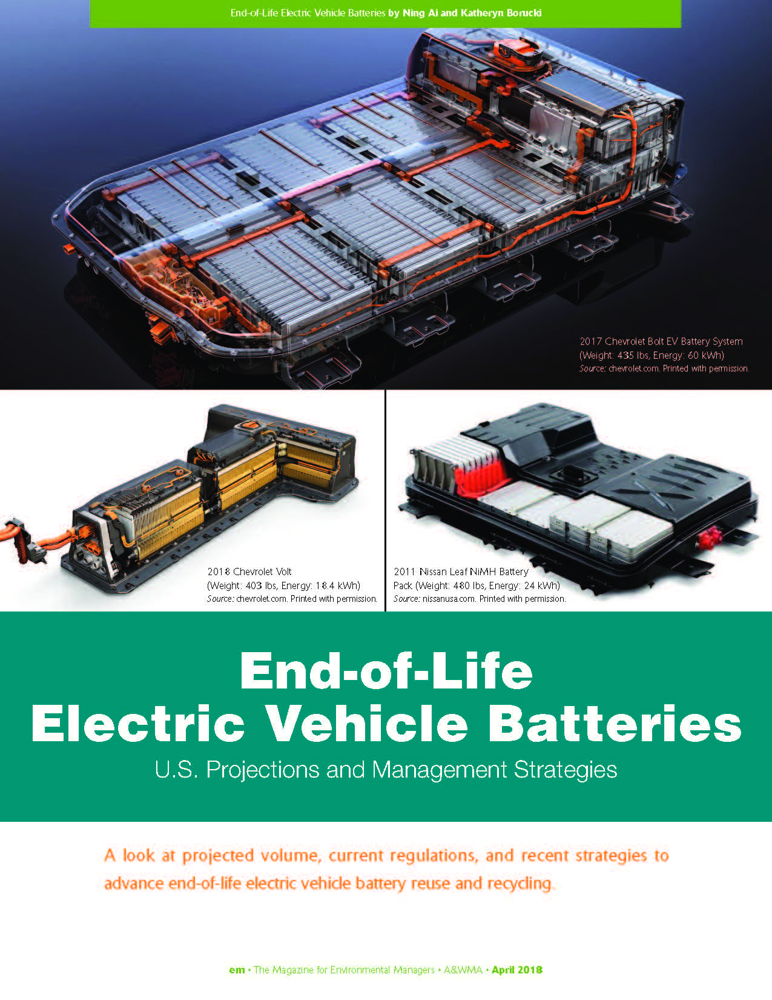 End-of-Life Electric Vehicle Batteries by Ning Ai and Katheryn Borucki
2017 Chevrolet Bolt EV Battery System
(Weight: 435 lbs, Energy: 60 kWh)
Source: chevrolet.com. Printed with permission.
2018 Chevrolet Volt
(Weight: 403 lbs, Energy: 18.4 kWh)
Source: chevrolet.com. Printed with permission.
2011 Nissan Leaf NiMH Battery
Pack (Weight: 480 lbs, Energy: 24 kWh)
Source: nissanusa.com. Printed with permission.
End-of-Life
Electric Vehicle Batteries
U.S. Projections and Management Strategies
A look at projected volume, current regulations, and recent strategies to
advance end-of-life electric vehicle battery reuse and recycling.
em • The Magazine for Environmental Managers • A&WMA • April 2018